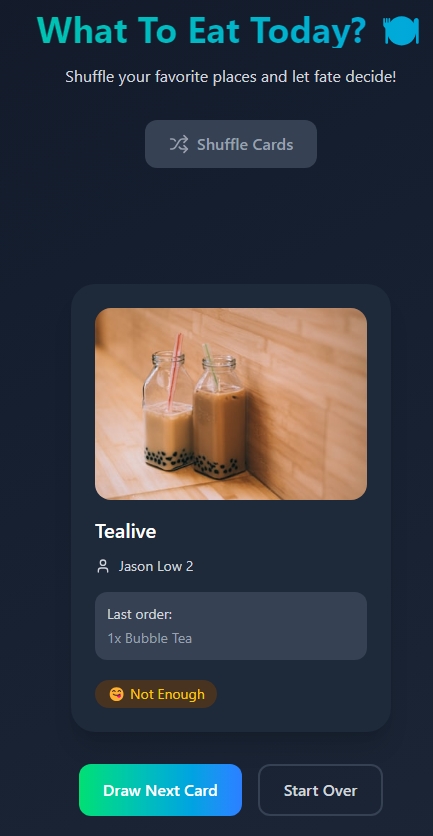 What To Eat Today? 🍽️
Shuffle your favorite places and let fate decide!
Shuffle Cards
Tealive
Jason Low 2
Last order:
1x Bubble Tea
😋 Not Enough
Draw Next Card
Start Over